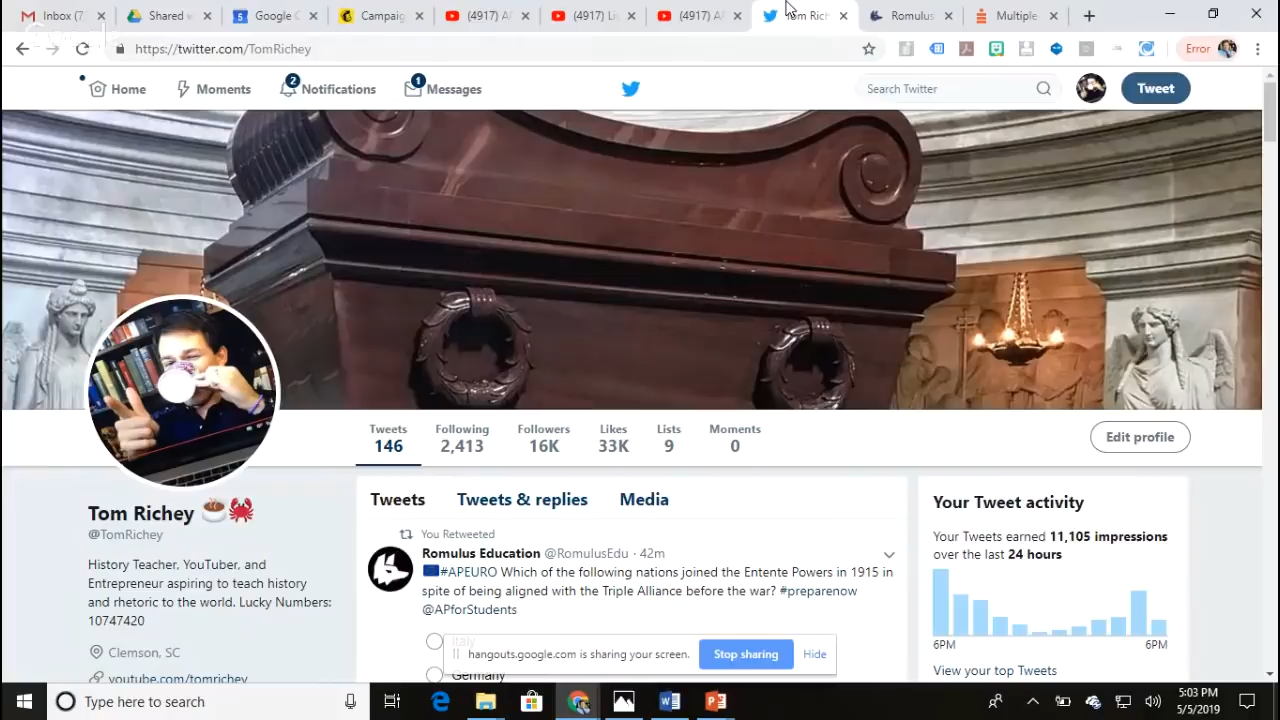 Inbox (7
Shared w
Google C
Campaig
(4917) A
(4917) Li
(4917)
Tom Rich
Romulus
Multiple
https://twitter.com/TomRichey
Error
Home
Moments
2
Notifications
1
Messages
Search Twitter
Tweet
Tweets
Following
Followers
Likes
Lists
Moments
146
2,413
16K
33K
9
0
Edit profile
Tom Richey
@TomRichey
History Teacher, YouTuber, and
Entrepreneur aspiring to teach history
and rhetoric to the world. Lucky Numbers:
10747420
Clemson, SC
youtube.com/tomrichey
Tweets
Tweets & replies
Media
You Retweeted
Romulus Education @RomulusEdu · 42m
#APEURO Which of the following nations joined the Entente Powers in 1915 in
spite of being aligned with the Triple Alliance before the war? #preparenow
@APforStudents
Italy
Germany
hangouts.google.com is sharing your screen.
Stop sharing
Hide
Your Tweet activity
Your Tweets earned 11,105 impressions
over the last 24 hours
6PM
6PM
View your top Tweets
Type here to search
5:03 PM
5/5/2019